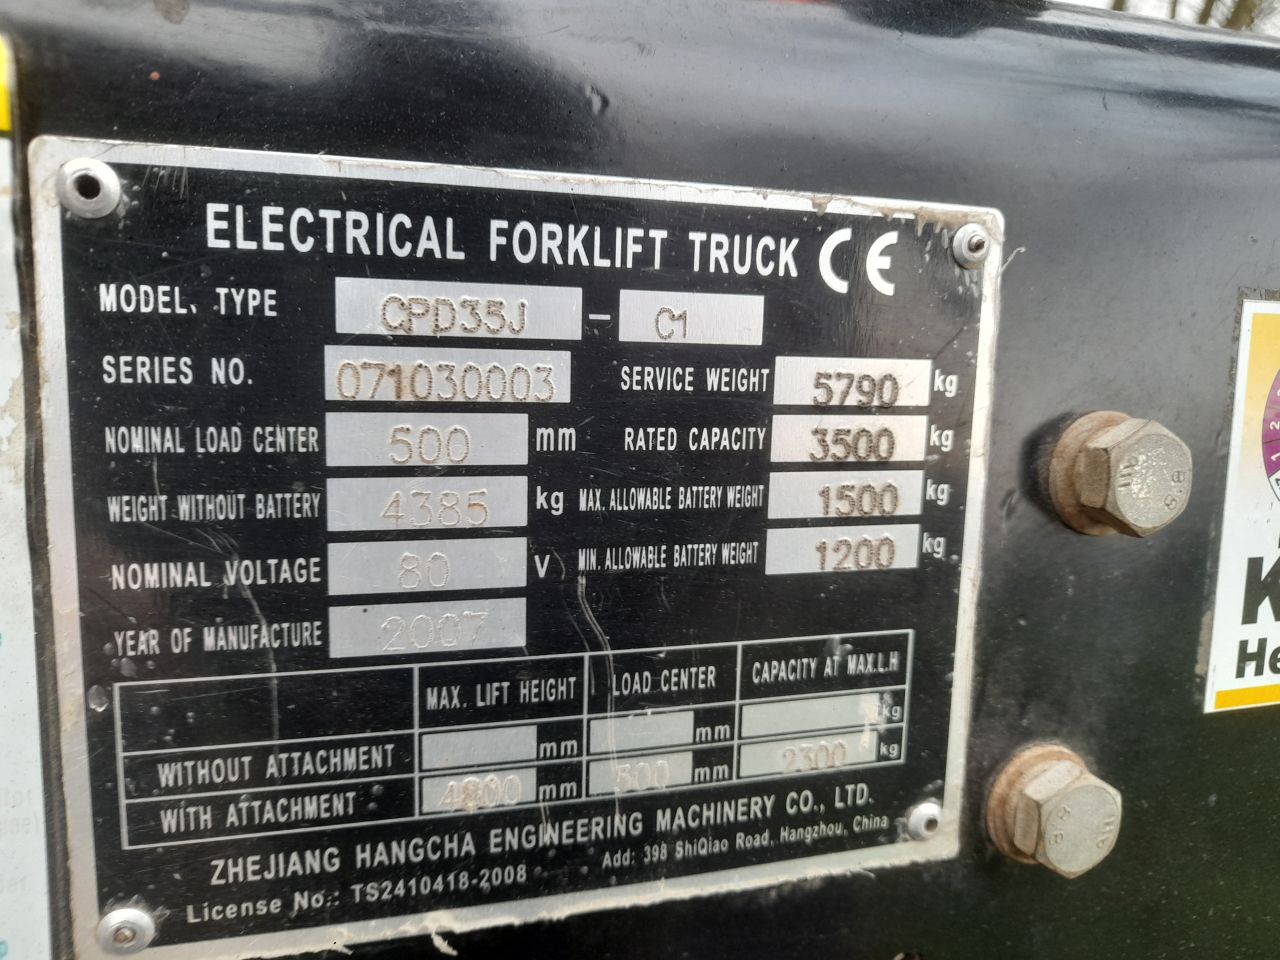 ELECTRICAL FORKLIFT TRUCK CE
MODEL. TYPE CPD35J – C1
SERIES NO. 071030003 SERVICE WEIGHT 5790 kg
NOMINAL LOAD CENTER 500 mm RATED CAPACITY 3500 kg
WEIGHT WITHOUT BATTERY 4385 kg MAX. ALLOWABLE BATTERY WEIGHT 1500 kg
NOMINAL VOLTAGE 80 V MIN. ALLOWABLE BATTERY WEIGHT 1200 kg
YEAR OF MANUFACTURE 2007
MAX. LIFT HEIGHT LOAD CENTER CAPACITY AT MAX.L.H
WITHOUT ATTACHMENT mm mm kg
WITH ATTACHMENT mm 500 mm 2300 kg
ZHEJIANG HANGCHA ENGINEERING MACHINERY CO., LTD.
License No.: TS2410418-2008 Add: 398 ShiQiao Road, Hangzhou, China
8.8
8.8
K
He